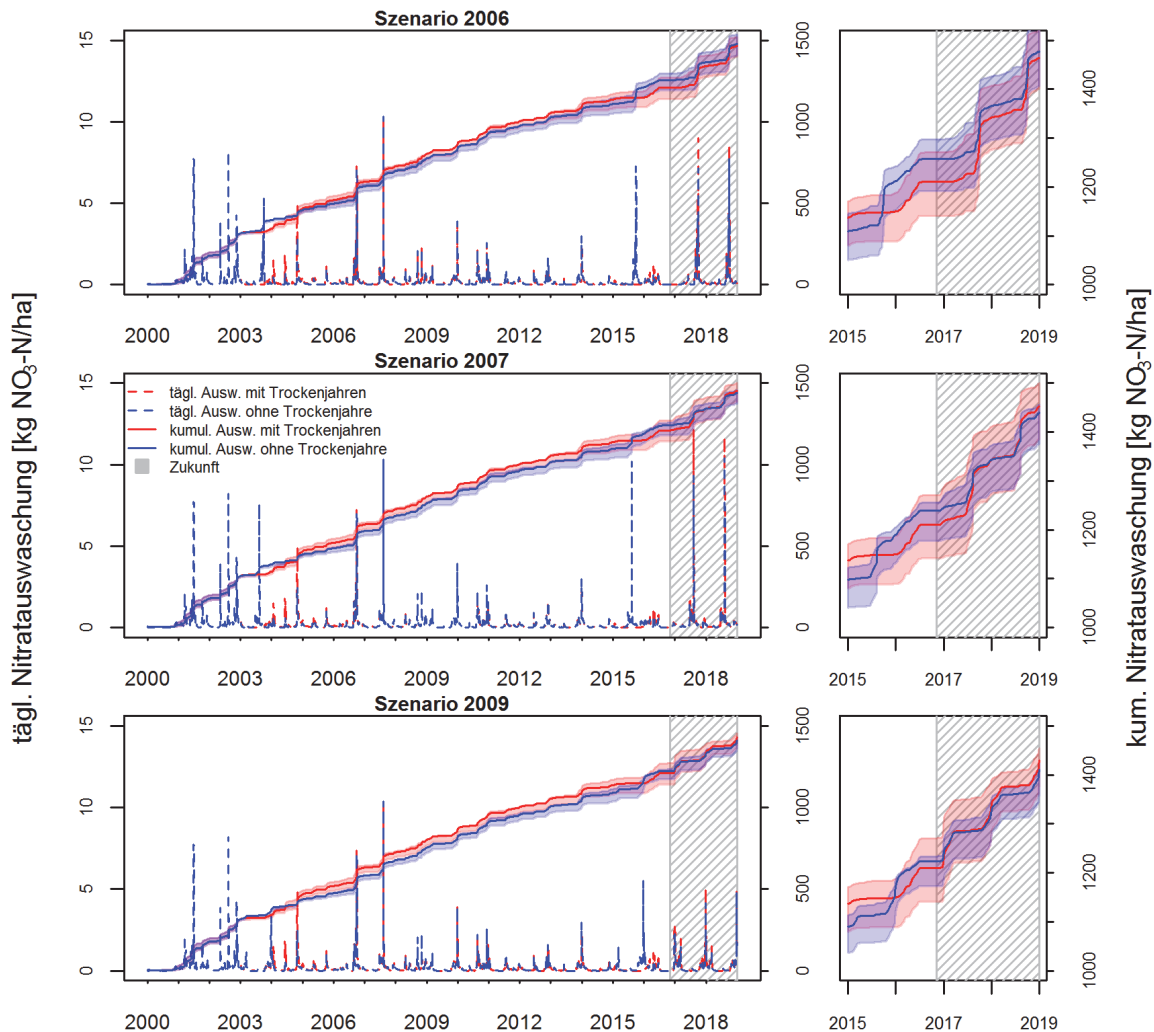 Szenario 2006
15
10
5
0
1500
1000
500
0
2000 2003 2006 2009 2012 2015 2018
1400
1200
1000
2015 2017 2019
Szenario 2007
tägl. Ausw. mit Trockenjahren
tägl. Ausw. ohne Trockenjahre
kumul. Ausw. mit Trockenjahren
kumul. Ausw. ohne Trockenjahre
Zukunft
15
10
5
0
1500
1000
500
0
2000 2003 2006 2009 2012 2015 2018
1400
1200
1000
2015 2017 2019
Szenario 2009
15
10
5
0
1500
1000
500
0
2000 2003 2006 2009 2012 2015 2018
1400
1200
1000
2015 2017 2019
tägl. Nitratauswaschung [kg NO3-N/ha]
kum. Nitratauswaschung [kg NO3-N/ha]